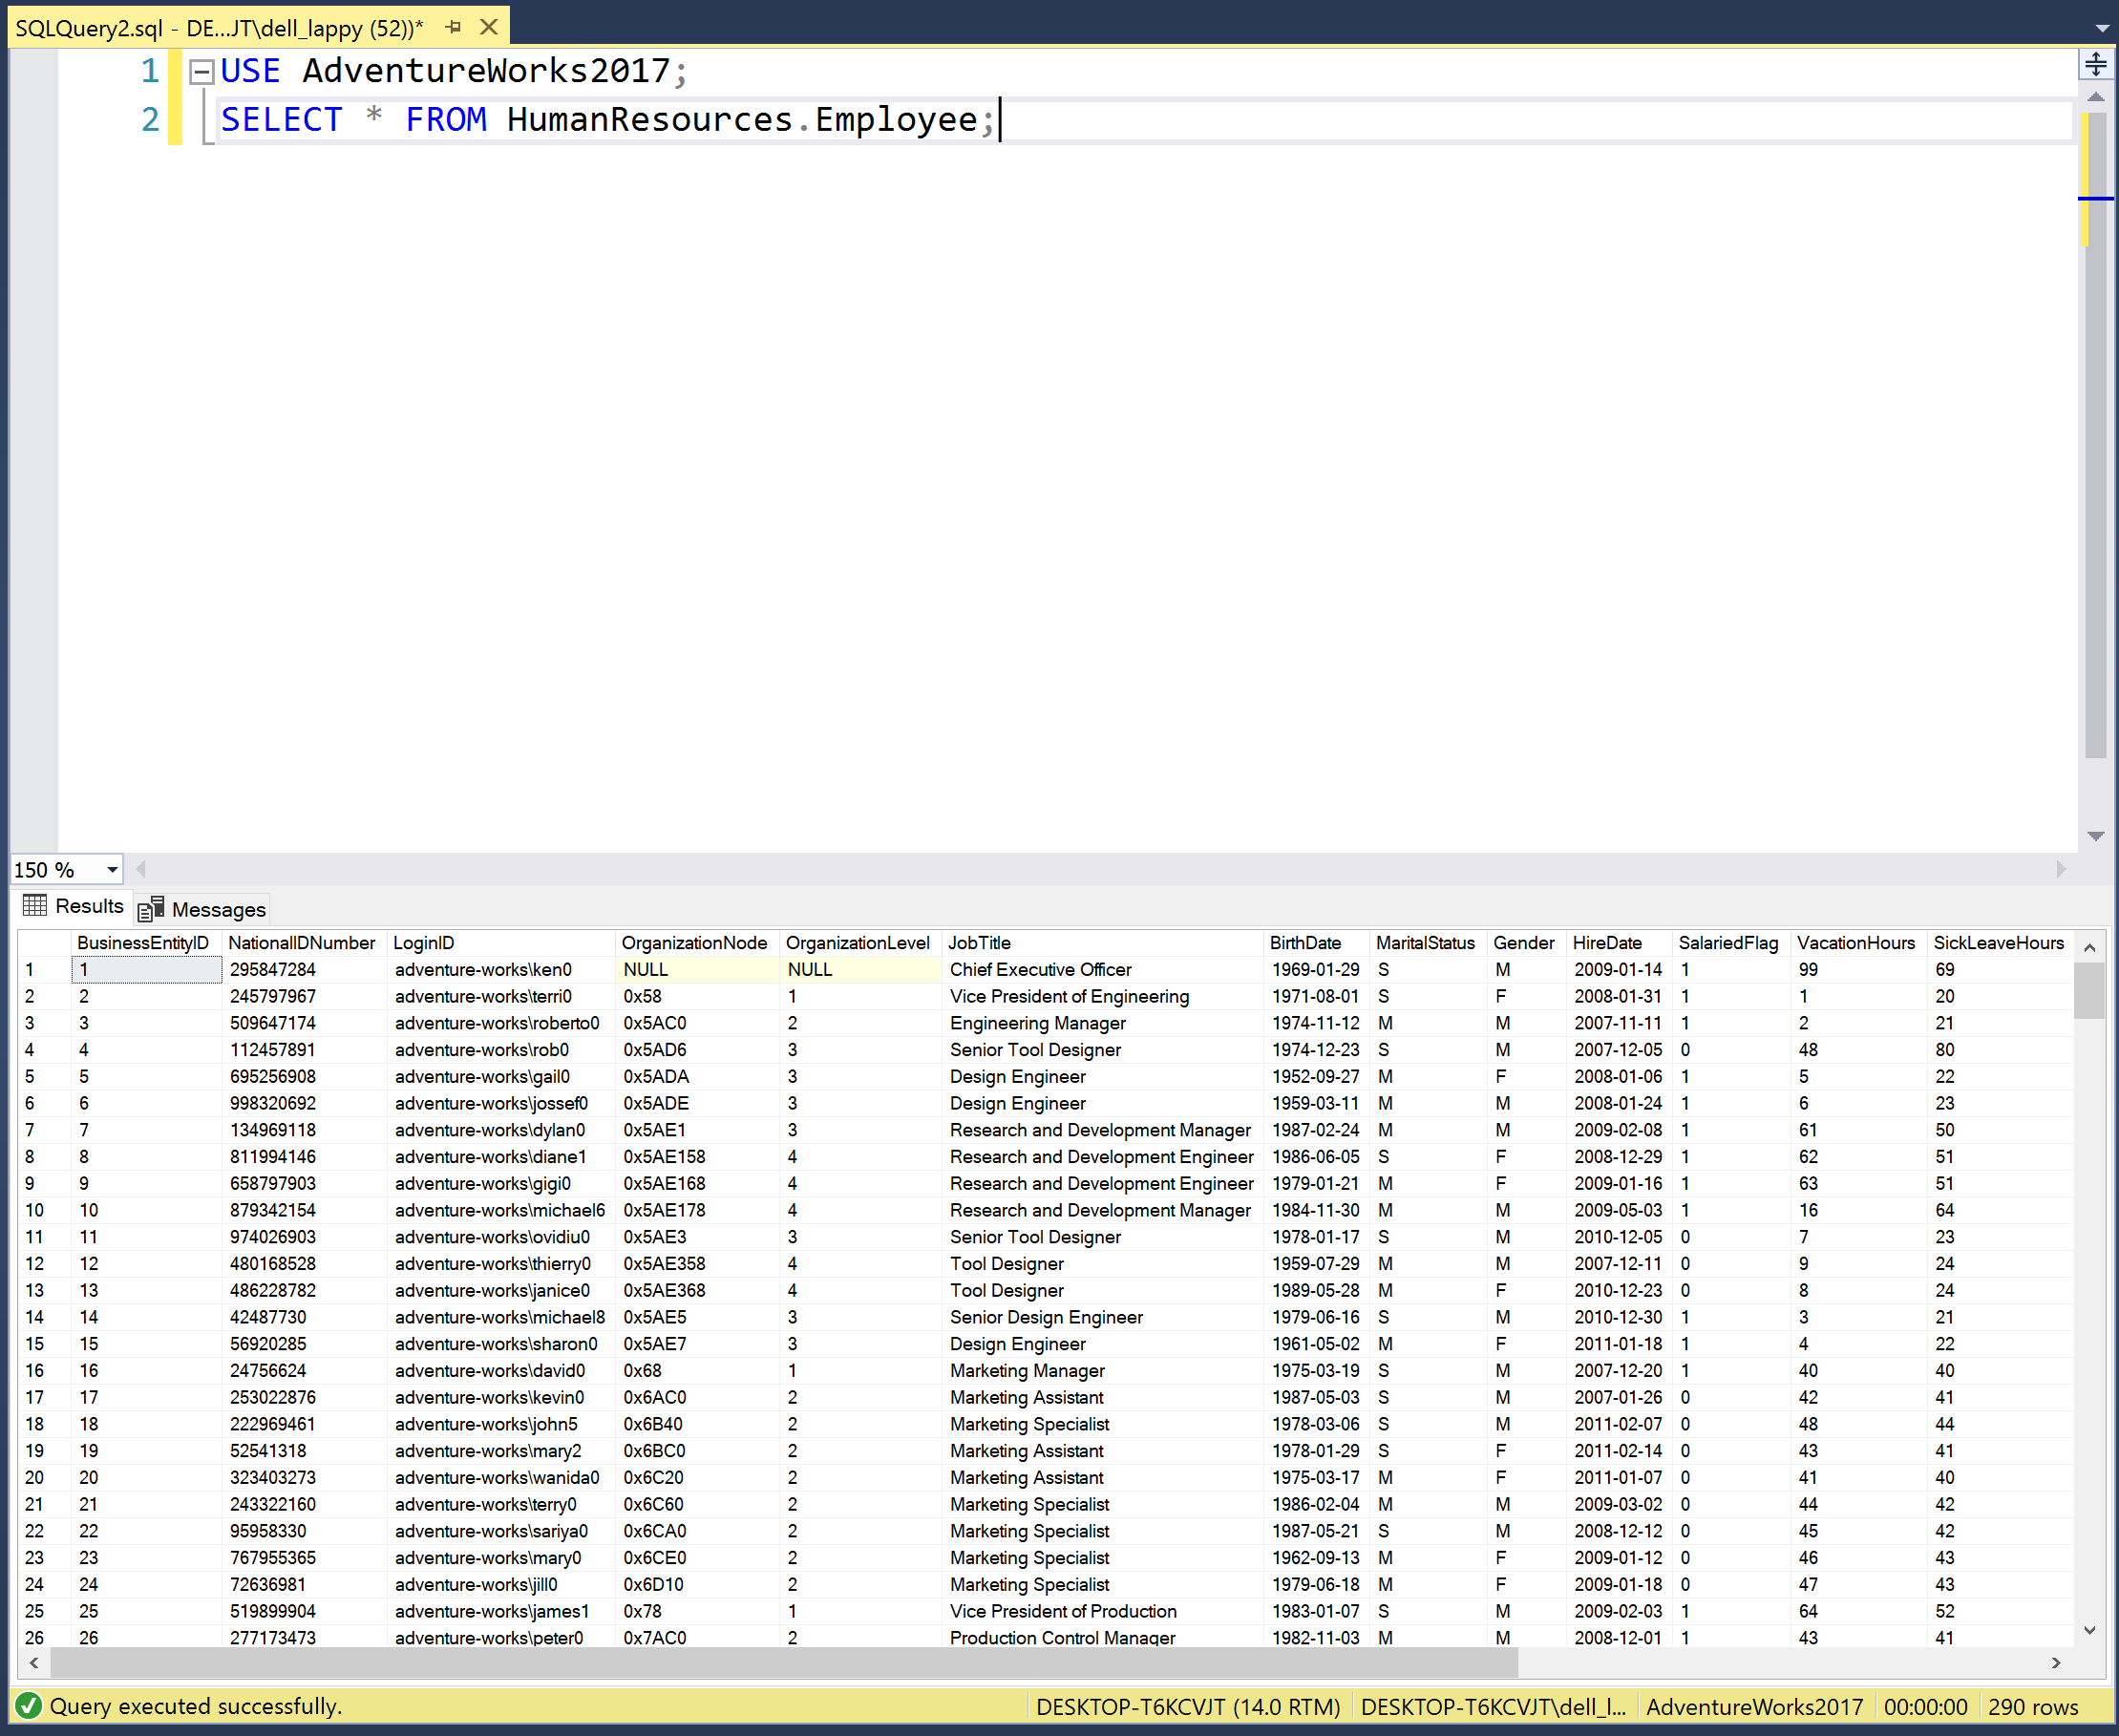 SQLQuery2.sql - DE...JT\dell_lappy (52))*
1 USE AdventureWorks2017;
2 SELECT * FROM HumanResources.Employee;
150 %
Results Messages
BusinessEntityID NationalIDNumber LoginID OrganizationNode OrganizationLevel JobTitle BirthDate MaritalStatus Gender HireDate SalariedFlag VacationHours SickLeaveHours
1 1 295847284 adventure-works\ken0 NULL NULL Chief Executive Officer 1969-01-29 S M 2009-01-14 1 99 69
2 2 245797967 adventure-works\terri0 0x58 1 Vice President of Engineering 1971-08-01 S F 2008-01-31 1 1 20
3 3 509647174 adventure-works\roberto0 0x5AC0 2 Engineering Manager 1974-11-12 M M 2007-11-11 1 2 21
4 4 112457891 adventure-works\rob0 0x5AD6 3 Senior Tool Designer 1974-12-23 S M 2007-12-05 0 48 80
5 5 695256908 adventure-works\gail0 0x5ADA 3 Design Engineer 1952-09-27 M F 2008-01-06 1 5 22
6 6 998320692 adventure-works\jossef0 0x5ADE 3 Design Engineer 1959-03-11 M M 2008-01-24 1 6 23
7 7 134969118 adventure-works\dylan0 0x5AE1 3 Research and Development Manager 1987-02-24 M M 2009-02-08 1 61 50
8 8 811994146 adventure-works\diane1 0x5AE158 4 Research and Development Engineer 1986-06-05 S F 2008-12-29 1 62 51
9 9 658797903 adventure-works\gigi0 0x5AE168 4 Research and Development Engineer 1979-01-21 M F 2009-01-16 1 63 51
10 10 879342154 adventure-works\michael6 0x5AE178 4 Research and Development Manager 1984-11-30 M M 2009-05-03 1 16 64
11 11 974026903 adventure-works\ovidiu0 0x5AE3 3 Senior Tool Designer 1978-01-17 S M 2010-12-05 0 7 23
12 12 480168528 adventure-works\thierry0 0x5AE358 4 Tool Designer 1959-07-29 M M 2007-12-11 0 9 24
13 13 486228782 adventure-works\janice0 0x5AE368 4 Tool Designer 1989-05-28 M F 2010-12-23 0 8 24
14 14 42487730 adventure-works\michael8 0x5AE5 3 Senior Design Engineer 1979-06-16 S M 2010-12-30 1 3 21
15 15 56920285 adventure-works\sharon0 0x5AE7 3 Design Engineer 1961-05-02 M F 2011-01-18 1 4 22
16 16 24756624 adventure-works\david0 0x68 1 Marketing Manager 1975-03-19 S M 2007-12-20 1 40 40
17 17 253022876 adventure-works\kevin0 0x6AC0 2 Marketing Assistant 1987-05-03 S M 2007-01-26 0 42 41
18 18 222969461 adventure-works\john5 0x6B40 2 Marketing Specialist 1978-03-06 S M 2011-02-07 0 48 44
19 19 52541318 adventure-works\mary2 0x6BC0 2 Marketing Assistant 1978-01-29 S F 2011-02-14 0 43 41
20 20 323403273 adventure-works\wanida0 0x6C20 2 Marketing Assistant 1975-03-17 M F 2011-01-07 0 41 40
21 21 243322160 adventure-works\terry0 0x6C60 2 Marketing Specialist 1986-02-04 M M 2009-03-02 0 44 42
22 22 95958330 adventure-works\sariya0 0x6CA0 2 Marketing Specialist 1987-05-21 S M 2008-12-12 0 45 42
23 23 767955365 adventure-works\mary0 0x6CE0 2 Marketing Specialist 1962-09-13 M F 2009-01-12 0 46 43
24 24 72636981 adventure-works\jill0 0x6D10 2 Marketing Specialist 1979-06-18 M F 2009-01-18 0 47 43
25 25 519899904 adventure-works\james1 0x78 1 Vice President of Production 1983-01-07 S M 2009-02-03 1 64 52
26 26 277173473 adventure-works\peter0 0x7AC0 2 Production Control Manager 1982-11-03 M M 2008-12-01 1 43 41
Query executed successfully. DESKTOP-T6KCVJT (14.0 RTM) DESKTOP-T6KCVJT\dell_l... AdventureWorks2017 00:00:00 290 rows